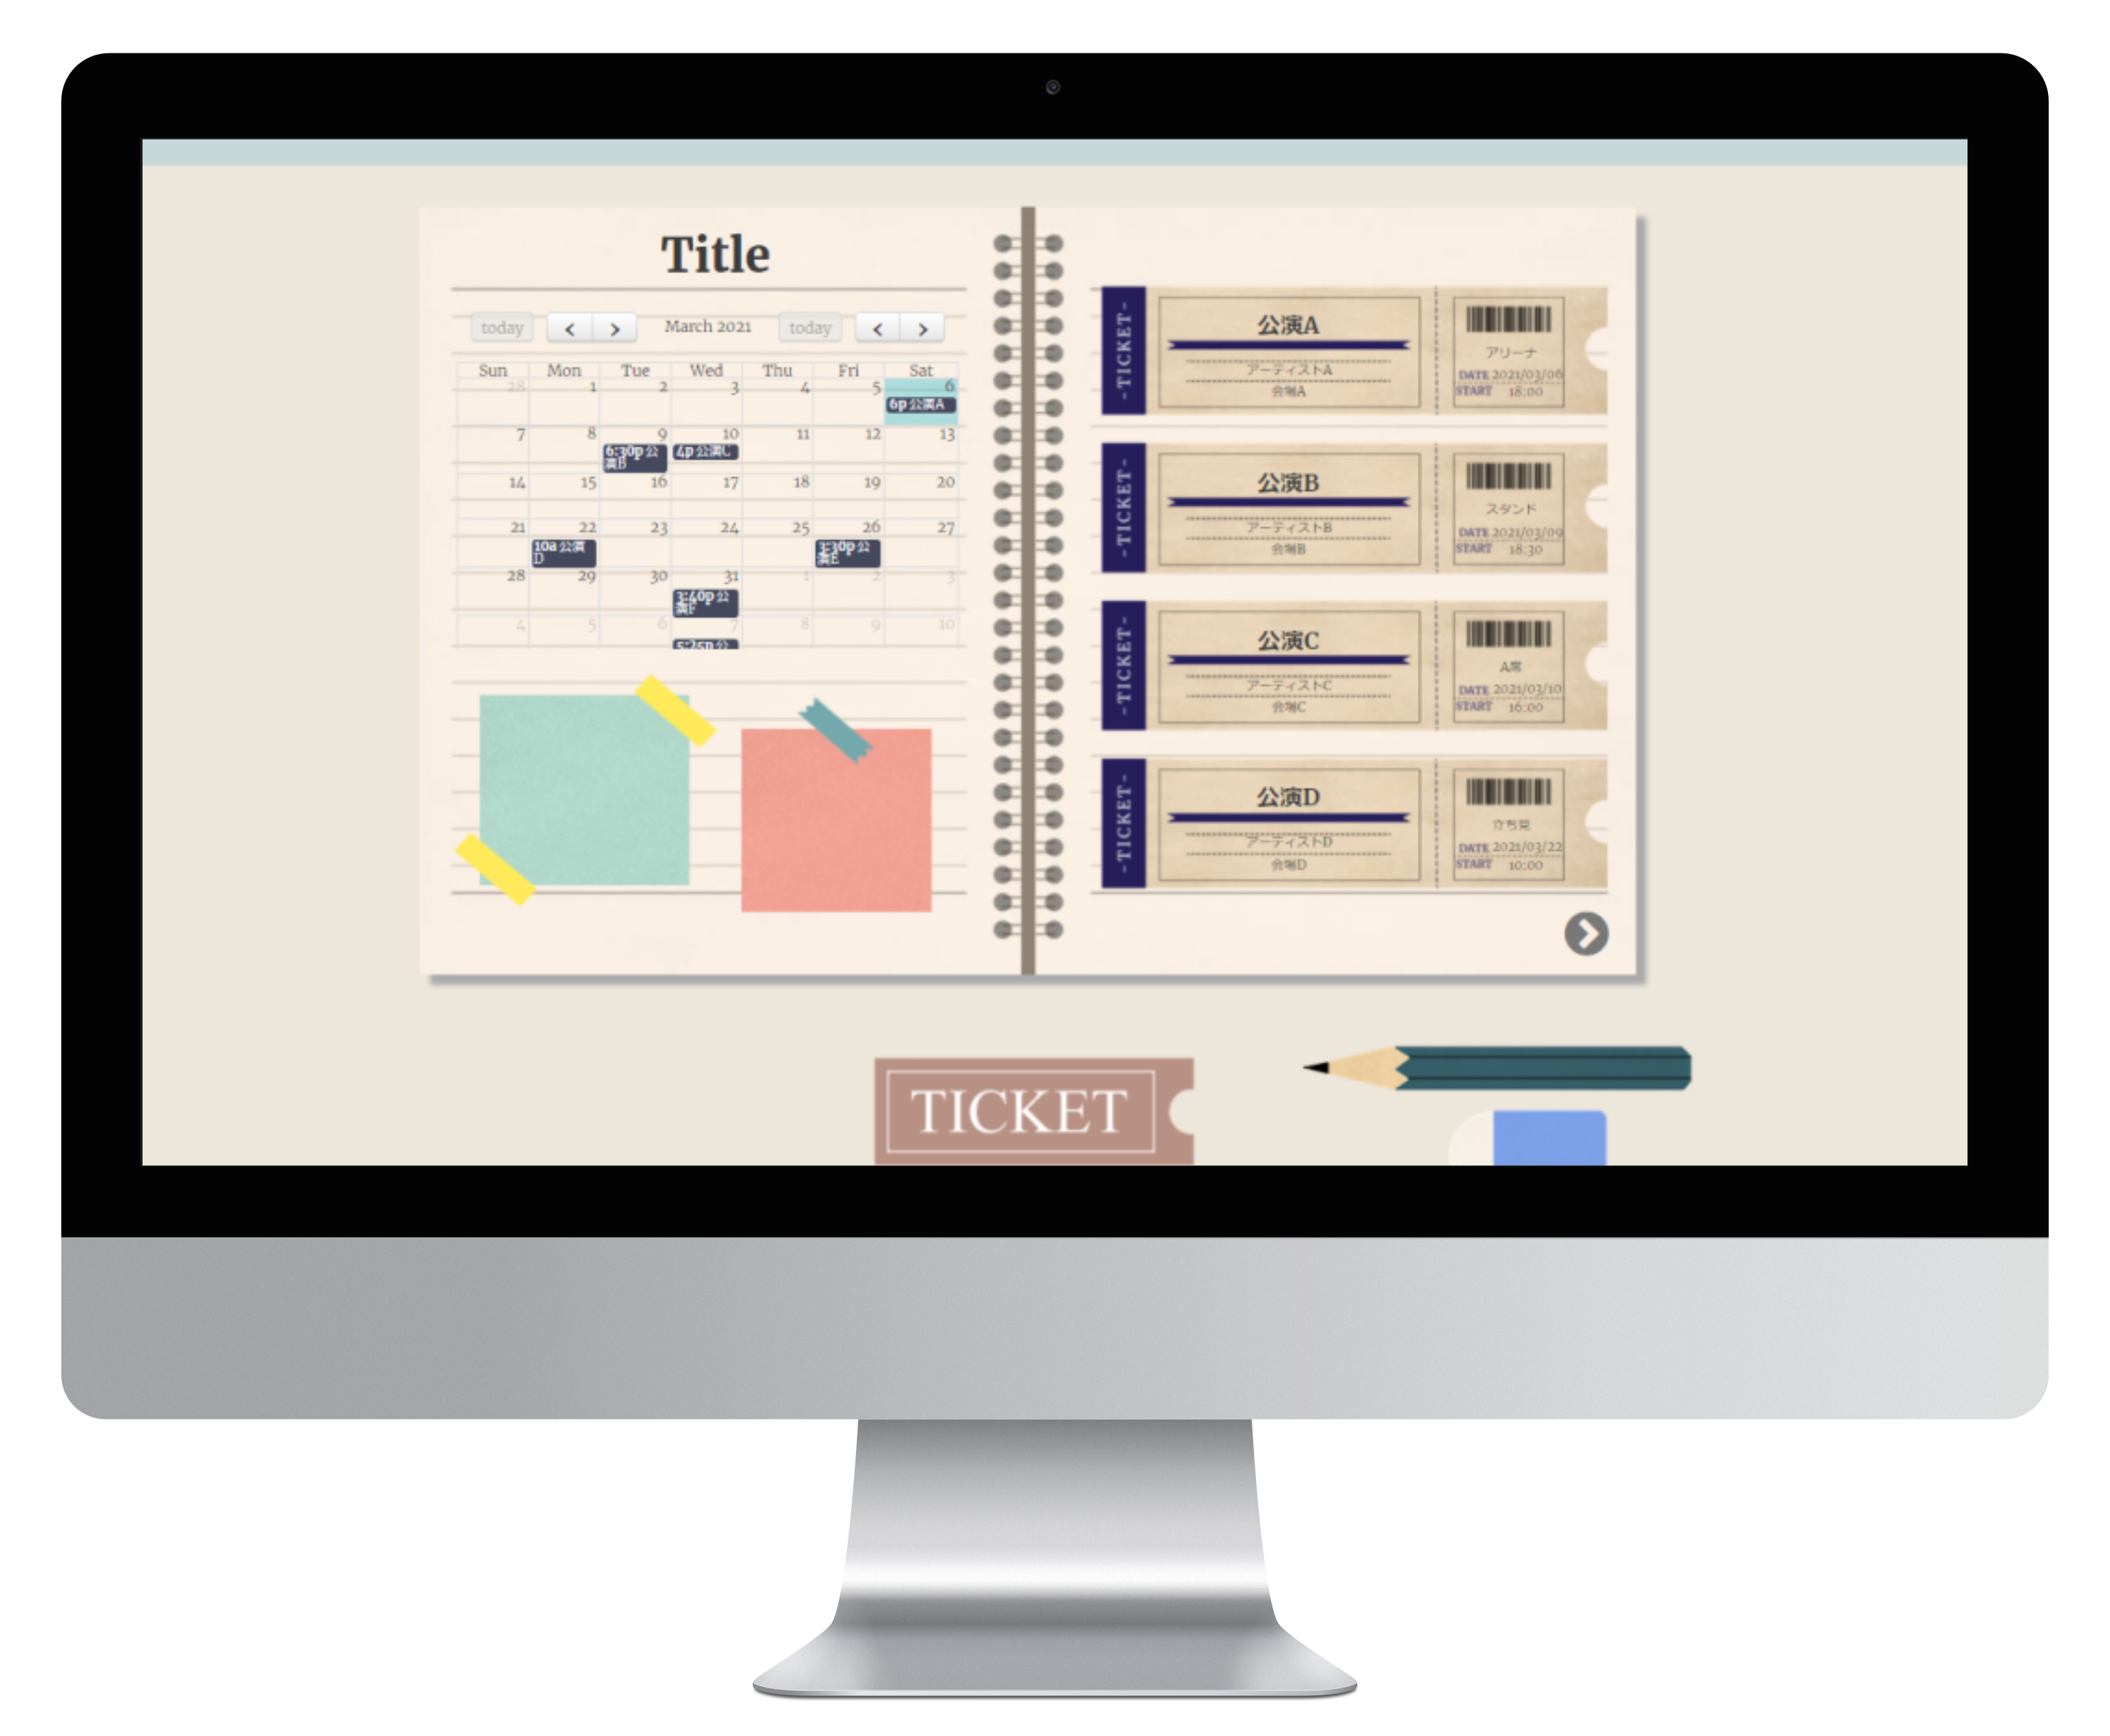 Title
today
March 2021
today
Sun Mon Tue Wed Thu Fri Sat
28 1 2 3 4 5 6
6p 公演A
7 8 9 10 11 12 13
6:30p 公
演B
4p 公演C
14 15 16 17 18 19 20
21 22 23 24 25 26 27
10a 公演
D
3:30p 公
演E
28 29 30 31 1 2 3
3:40p 公
演F
4 5 6 7 8 9 10
5:25p 公
-TICKET-
公演A
アーティストA
会場A
アリーナ
DATE 2021/03/06
START 18:00
-TICKET-
公演B
アーティストB
会場B
スタンド
DATE 2021/03/09
START 18:30
-TICKET-
公演C
アーティストC
会場C
A席
DATE 2021/03/10
START 16:00
-TICKET-
公演D
アーティストD
会場D
立ち見
DATE 2021/03/22
START 10:00
TICKET